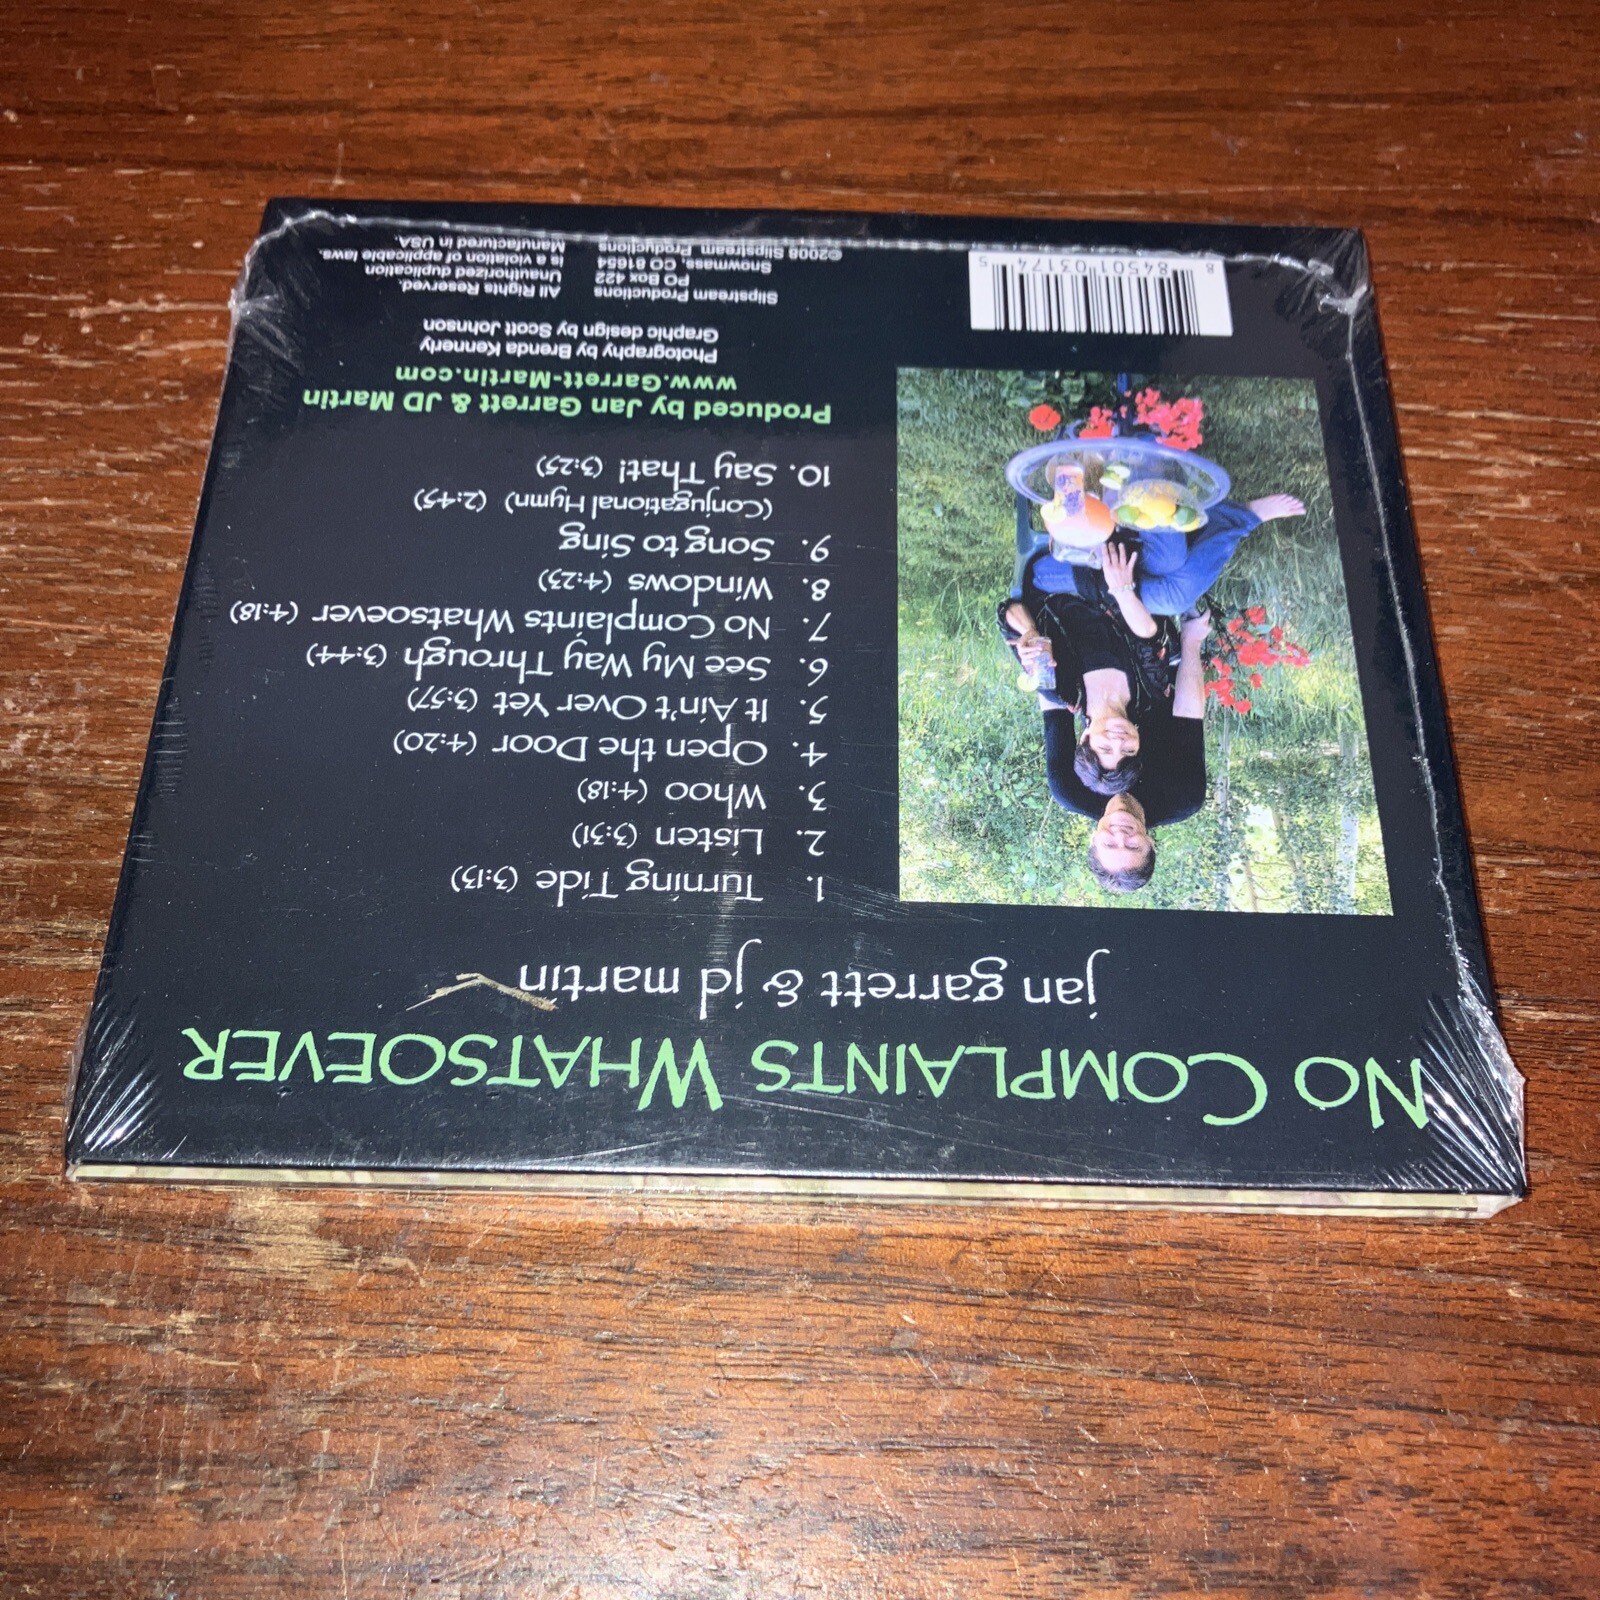 No Complaints Whatsoever
jan garrett & jd martin
1. Turning Tide (3:13)
2. Listen (3:31)
3. Whoo (4:18)
4. Open the Door (4:20)
5. It Ain't Over Yet (3:57)
6. See My Way Through (3:44)
7. No Complaints Whatsoever (4:18)
8. Windows (4:23)
9. Song to Sing
(Conjugational Hymn) (2:45)
10. Say That! (3:25)
Produced by Jan Garrett & JD Martin
www.Garrett-Martin.com
Photography by Brenda Kennerly
Graphic design by Scott Johnson
Slipstream Productions
PO Box 422
Snowmass, CO 81654
©2008 Slipstream Productions
All Rights Reserved.
Unauthorized duplication
is a violation of applicable laws.
Manufactured in USA.
8 84501 03174 5